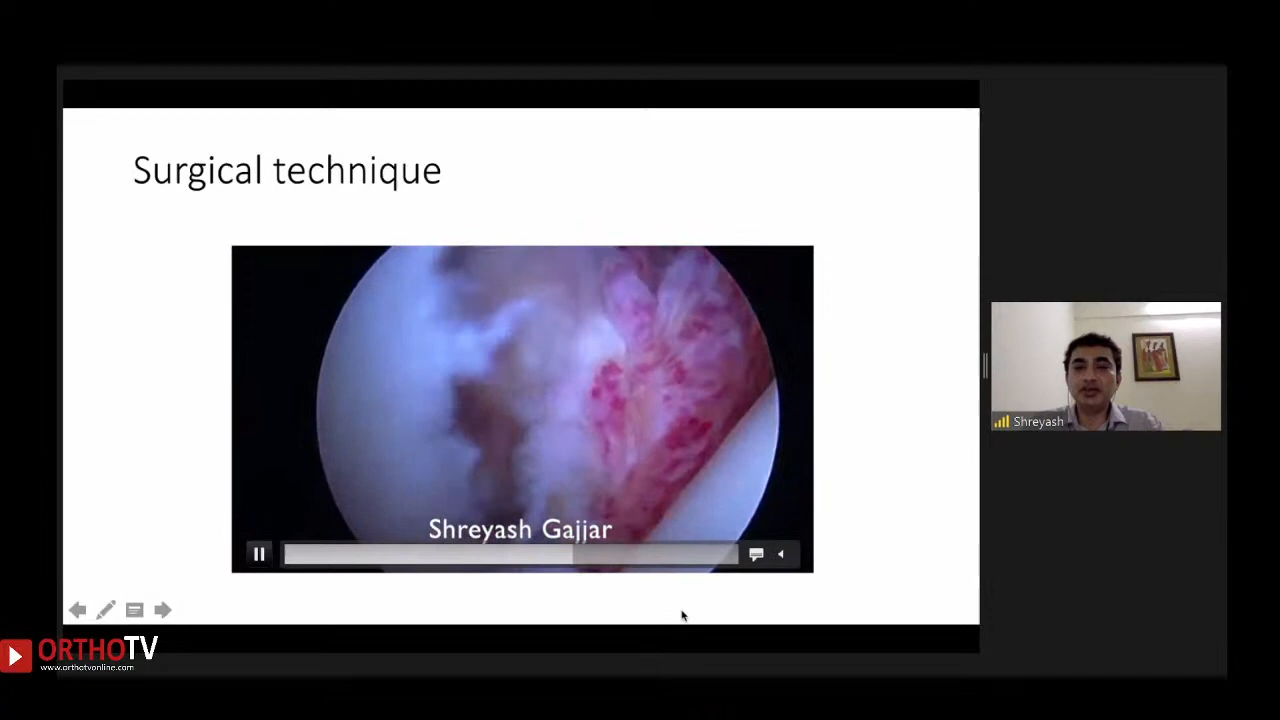 Surgical technique
Shreyash Gajjar
Shreyash
ORTHOTV
www.orthotvonline.com